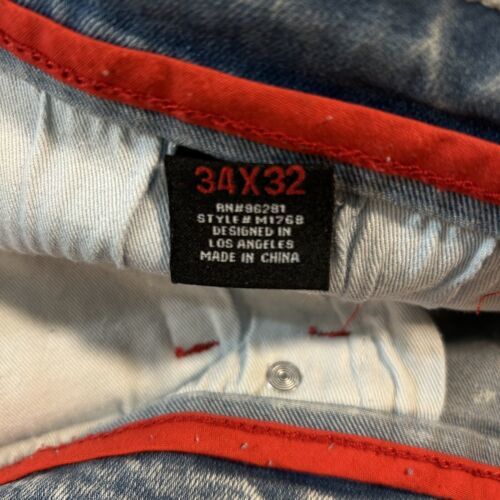 34X32
RN#96281
STYLE# M1768
DESIGNED IN
LOS ANGELES
MADE IN CHINA